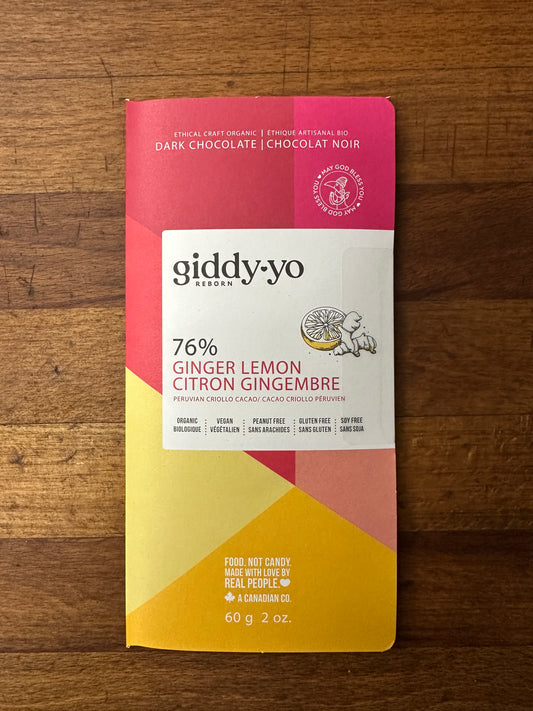 ETHICAL CRAFT ORGANIC | ÉTHIQUE ARTISANAL BIO
DARK CHOCOLATE | CHOCOLAT NOIR
MAY GOD BLESS YOU ♥ MAY GOD BLESS YOU ♥
giddy·yo
REBORN
76%
GINGER LEMON
CITRON GINGEMBRE
PERUVIAN CRIOLLO CACAO/ CACAO CRIOLLO PÉRUVIEN
ORGANIC VEGAN PEANUT FREE GLUTEN FREE SOY FREE
BIOLOGIQUE VÉGÉTALIEN SANS ARACHIDES SANS GLUTEN SANS SOJA
FOOD. NOT CANDY.
MADE WITH LOVE BY
REAL PEOPLE.
A CANADIAN CO.
60 g 2 oz.